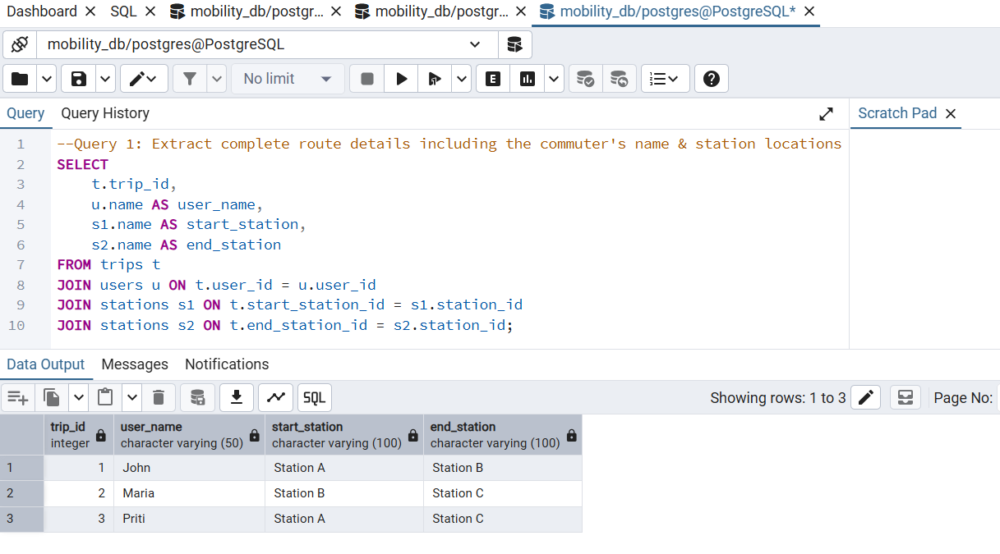 Dashboard SQL mobility_db/postgr... mobility_db/postgr... mobility_db/postgres@PostgreSQL*
mobility_db/postgres@PostgreSQL
No limit E
Query Query History Scratch Pad
1 --Query 1: Extract complete route details including the commuter's name & station locations
2 SELECT
3 t.trip_id,
4 u.name AS user_name,
5 s1.name AS start_station,
6 s2.name AS end_station
7 FROM trips t
8 JOIN users u ON t.user_id = u.user_id
9 JOIN stations s1 ON t.start_station_id = s1.station_id
10 JOIN stations s2 ON t.end_station_id = s2.station_id;
Data Output Messages Notifications
SQL Showing rows: 1 to 3 Page No:
trip_id user_name start_station end_station
integer character varying (50) character varying (100) character varying (100)
1 1 John Station A Station B
2 2 Maria Station B Station C
3 3 Priti Station A Station C